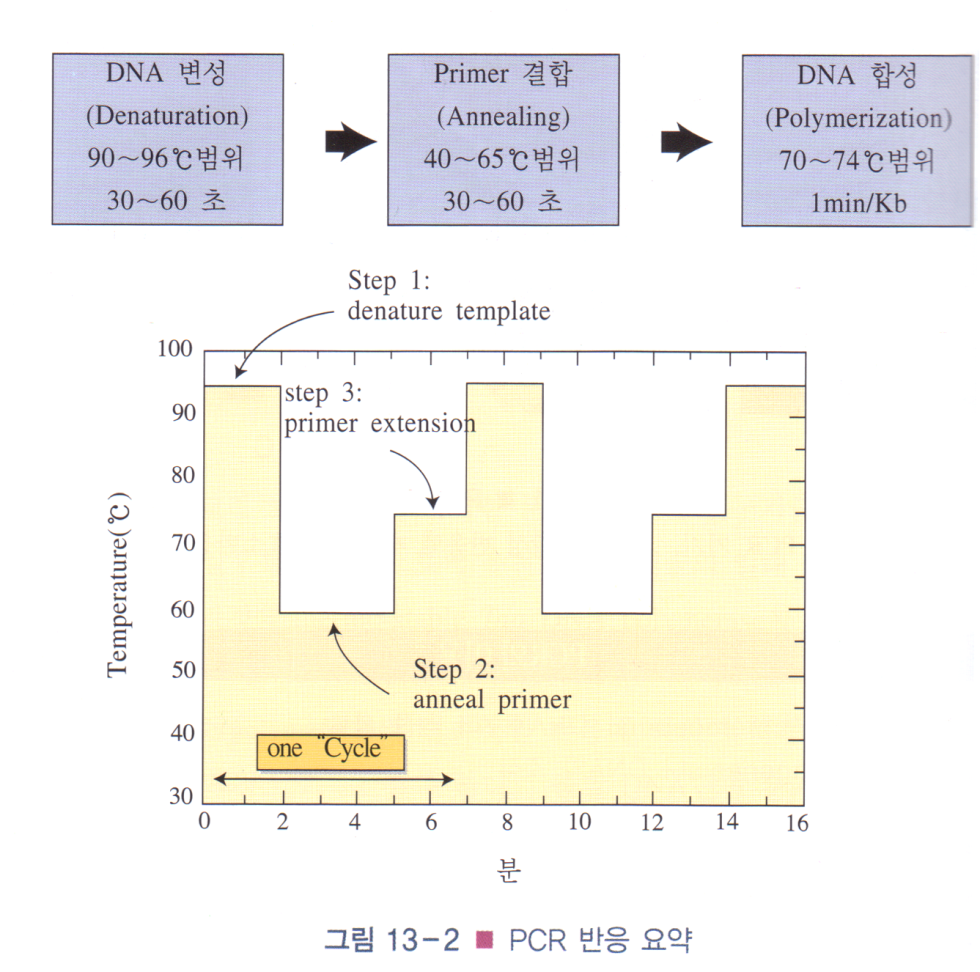 DNA 변성
(Denaturation)
90~96℃범위
30~60 초
Primer 결합
(Annealing)
40~65℃범위
30~60 초
DNA 합성
(Polymerization)
70~74℃범위
1min/Kb
Step 1:
denature template
step 3:
primer extension
Step 2:
anneal primer
one "Cycle"
Temperature(℃)
100
90
80
70
60
50
40
30
0 2 4 6 8 10 12 14 16
분
그림 13-2 ■ PCR 반응 요약